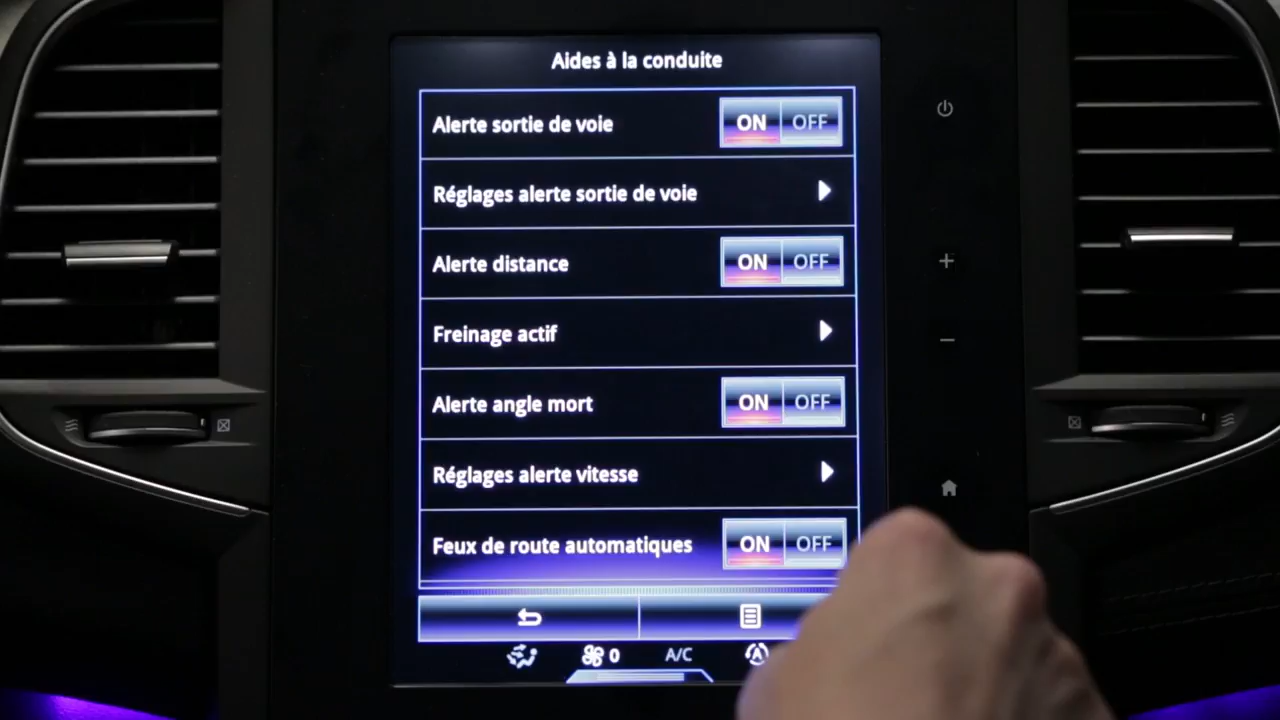 Aides à la conduite
Alerte sortie de voie ON OFF
Réglages alerte sortie de voie
Alerte distance ON OFF
Freinage actif
Alerte angle mort ON OFF
Réglages alerte vitesse
Feux de route automatiques ON OFF
0 A/C A